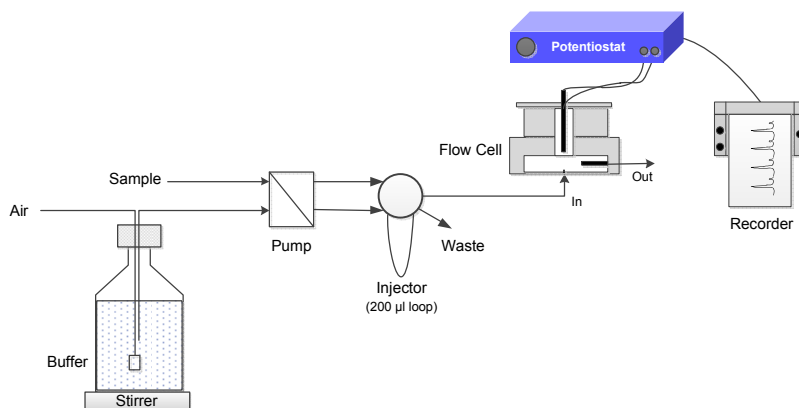 Potentiostat
Flow Cell
Sample
Out
Air
In
Recorder
Pump
Waste
Injector
(200 µl loop)
Buffer
Stirrer